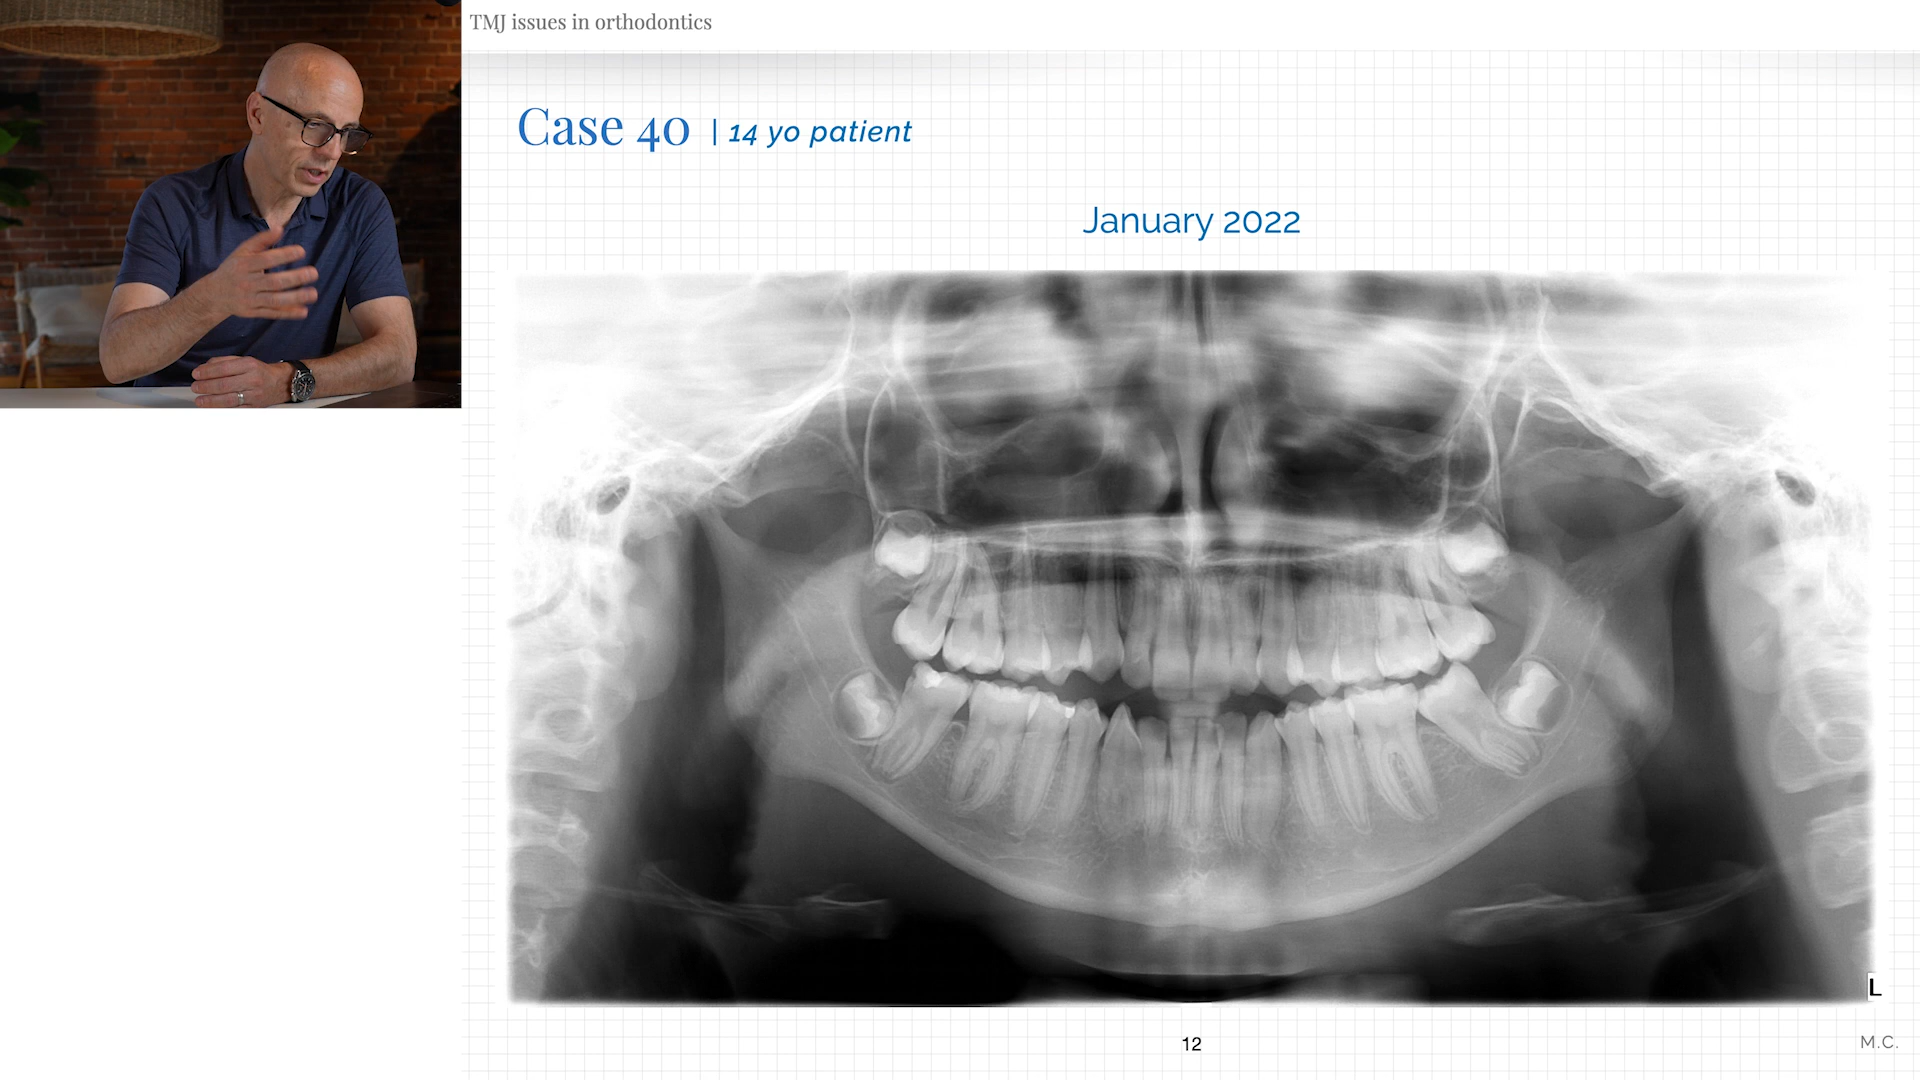 TMJ issues in orthodontics
Case 40 | 14 yo patient
January 2022
L
12
M.C.